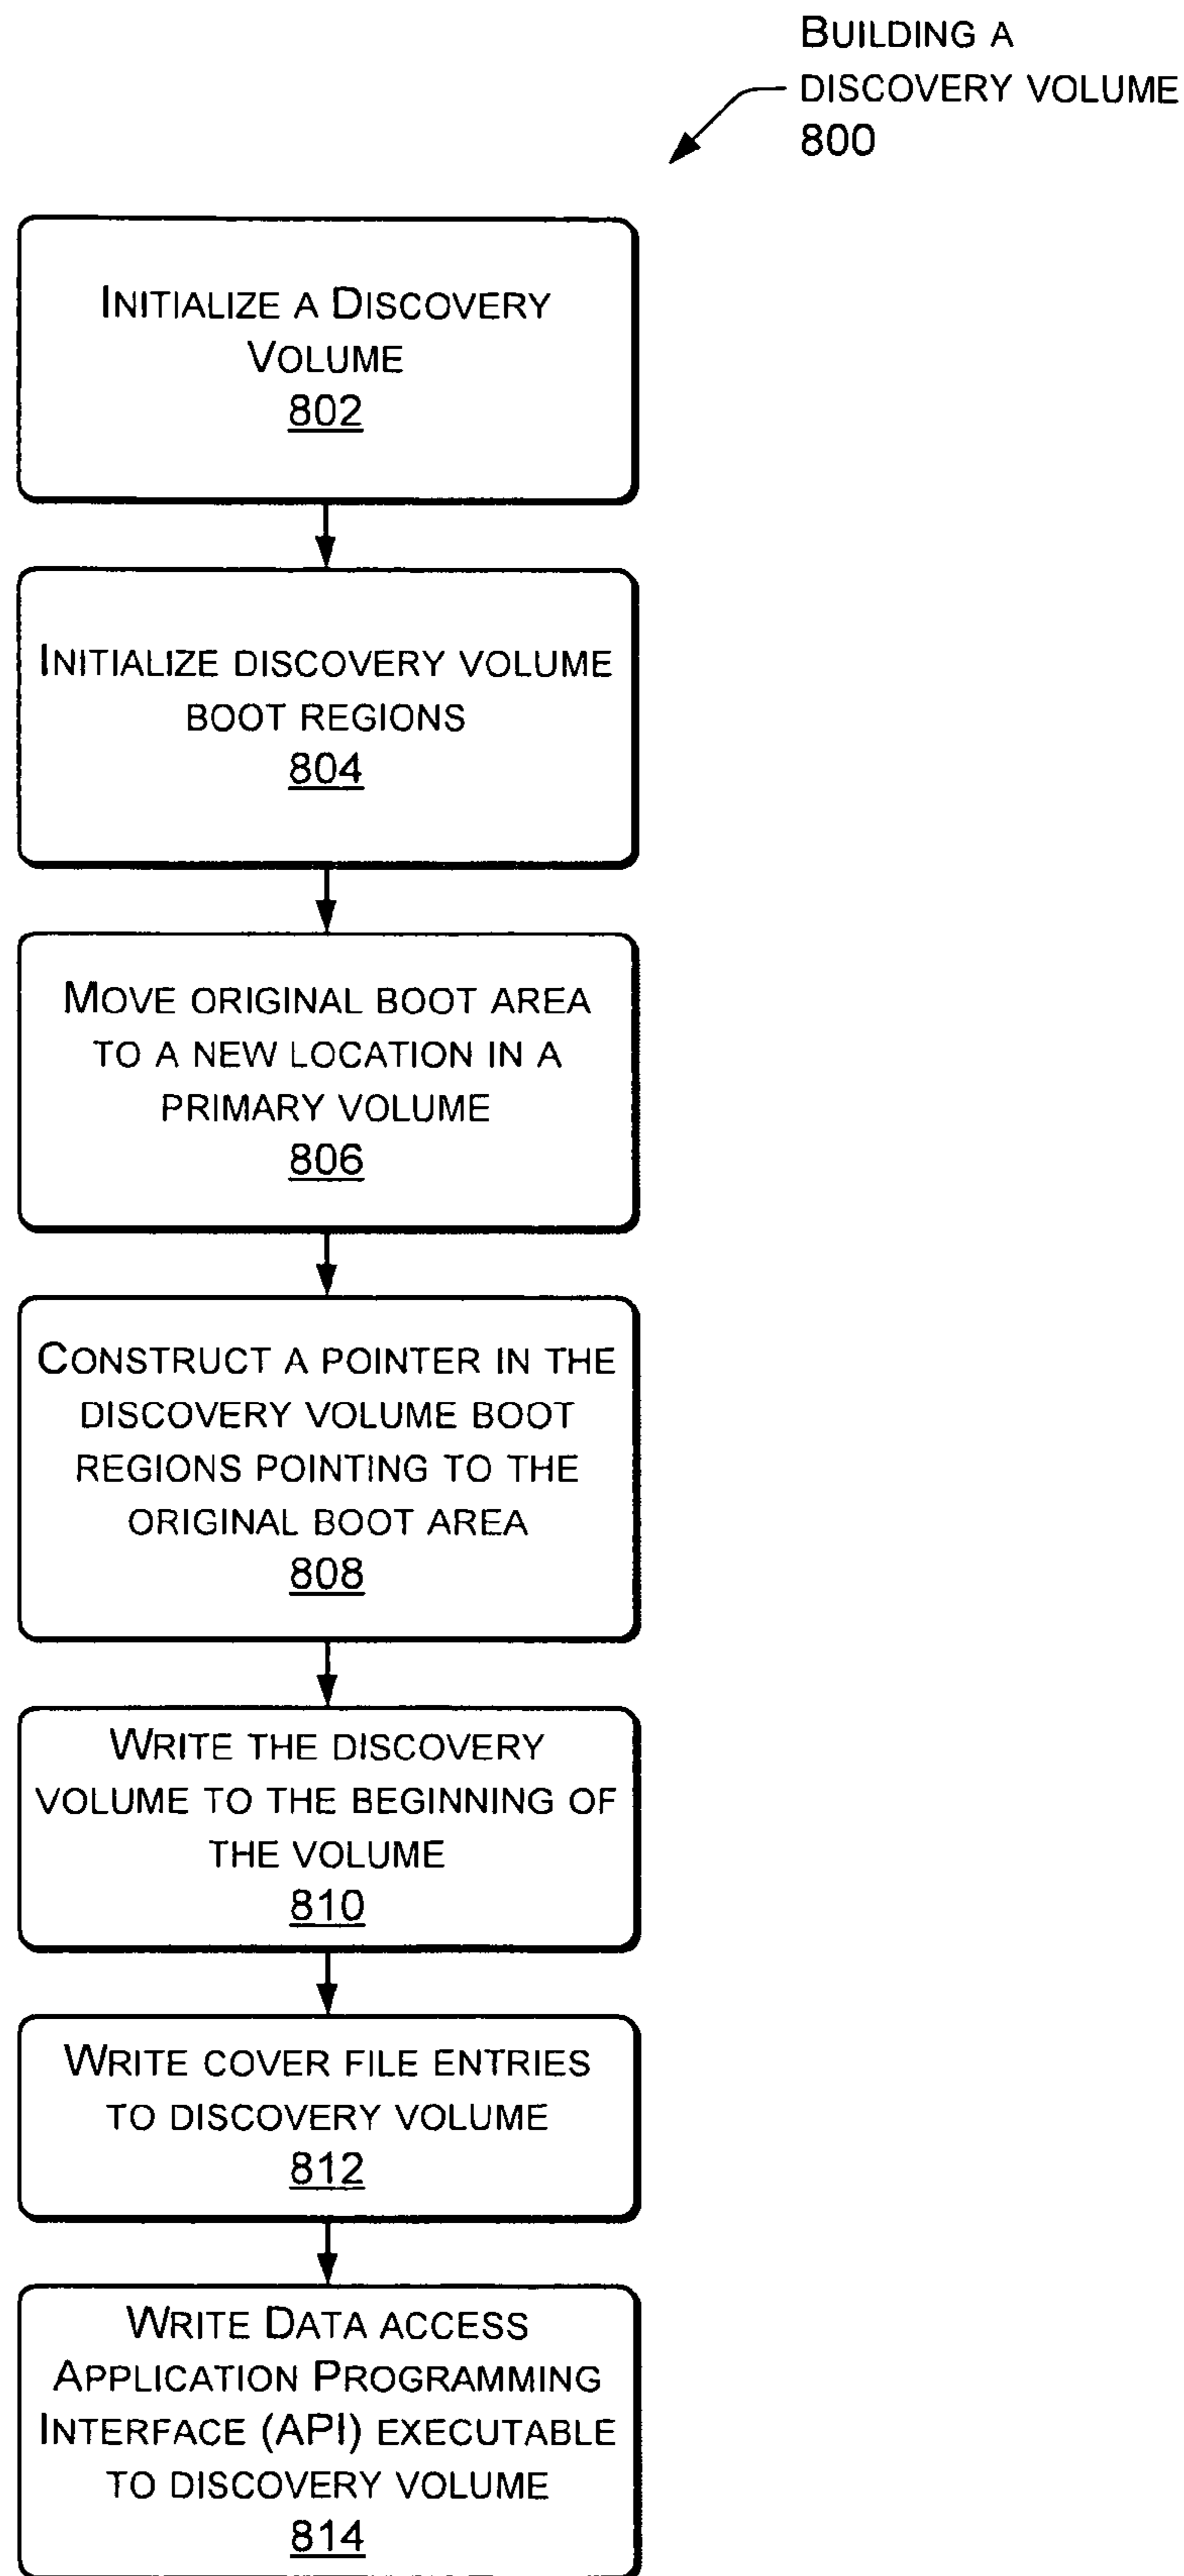 BUILDING A
DISCOVERY VOLUME
800
INITIALIZE A DISCOVERY
VOLUME
802
INITIALIZE DISCOVERY VOLUME
BOOT REGIONS
804
MOVE ORIGINAL BOOT AREA
TO A NEW LOCATION IN A
PRIMARY VOLUME
806
CONSTRUCT A POINTER IN THE
DISCOVERY VOLUME BOOT
REGIONS POINTING TO THE
ORIGINAL BOOT AREA
808
WRITE THE DISCOVERY
VOLUME TO THE BEGINNING OF
THE VOLUME
810
WRITE COVER FILE ENTRIES
TO DISCOVERY VOLUME
812
WRITE DATA ACCESS
APPLICATION PROGRAMMING
INTERFACE (API) EXECUTABLE
TO DISCOVERY VOLUME
814